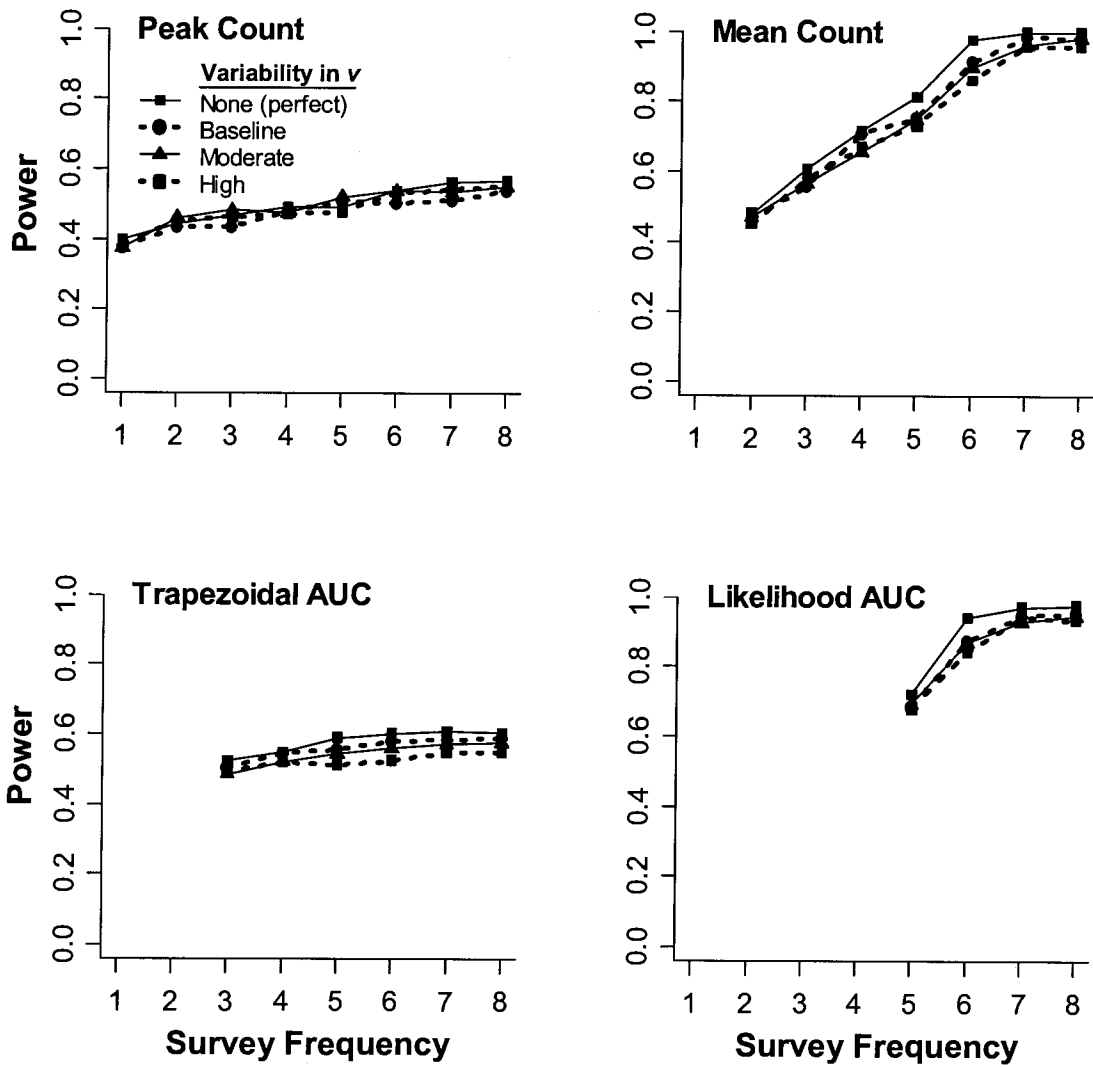 Peak Count
Variability in v
None (perfect)
Baseline
Moderate
High
Power
0.0 0.2 0.4 0.6 0.8 1.0
1 2 3 4 5 6 7 8
Mean Count
0.0 0.2 0.4 0.6 0.8 1.0
1 2 3 4 5 6 7 8
Trapezoidal AUC
Power
0.0 0.2 0.4 0.6 0.8 1.0
1 2 3 4 5 6 7 8
Survey Frequency
Likelihood AUC
0.0 0.2 0.4 0.6 0.8 1.0
1 2 3 4 5 6 7 8
Survey Frequency